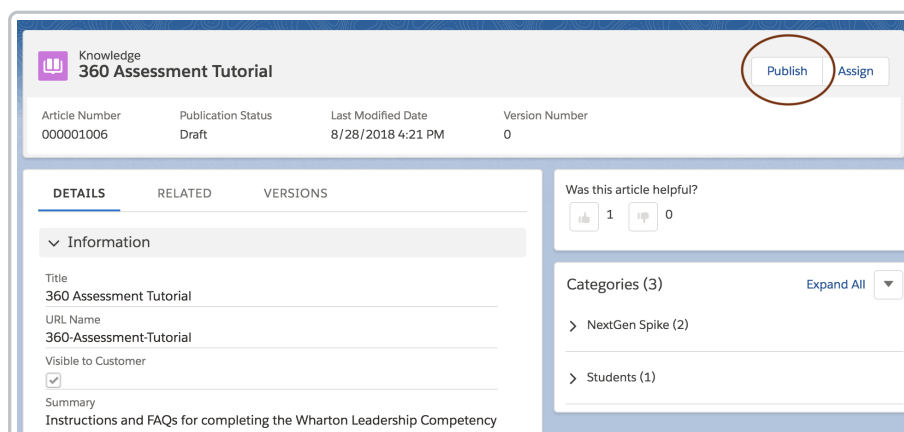 Knowledge
360 Assessment Tutorial
Publish
Assign
Article Number
Publication Status
Last Modified Date
Version Number
000001006
Draft
8/28/2018 4:21 PM
0
DETAILS
RELATED
VERSIONS
Information
Title
360 Assessment Tutorial
URL Name
360-Assessment-Tutorial
Visible to Customer
Summary
Instructions and FAQs for completing the Wharton Leadership Competency
Was this article helpful?
1
0
Categories (3)
Expand All
NextGen Spike (2)
Students (1)